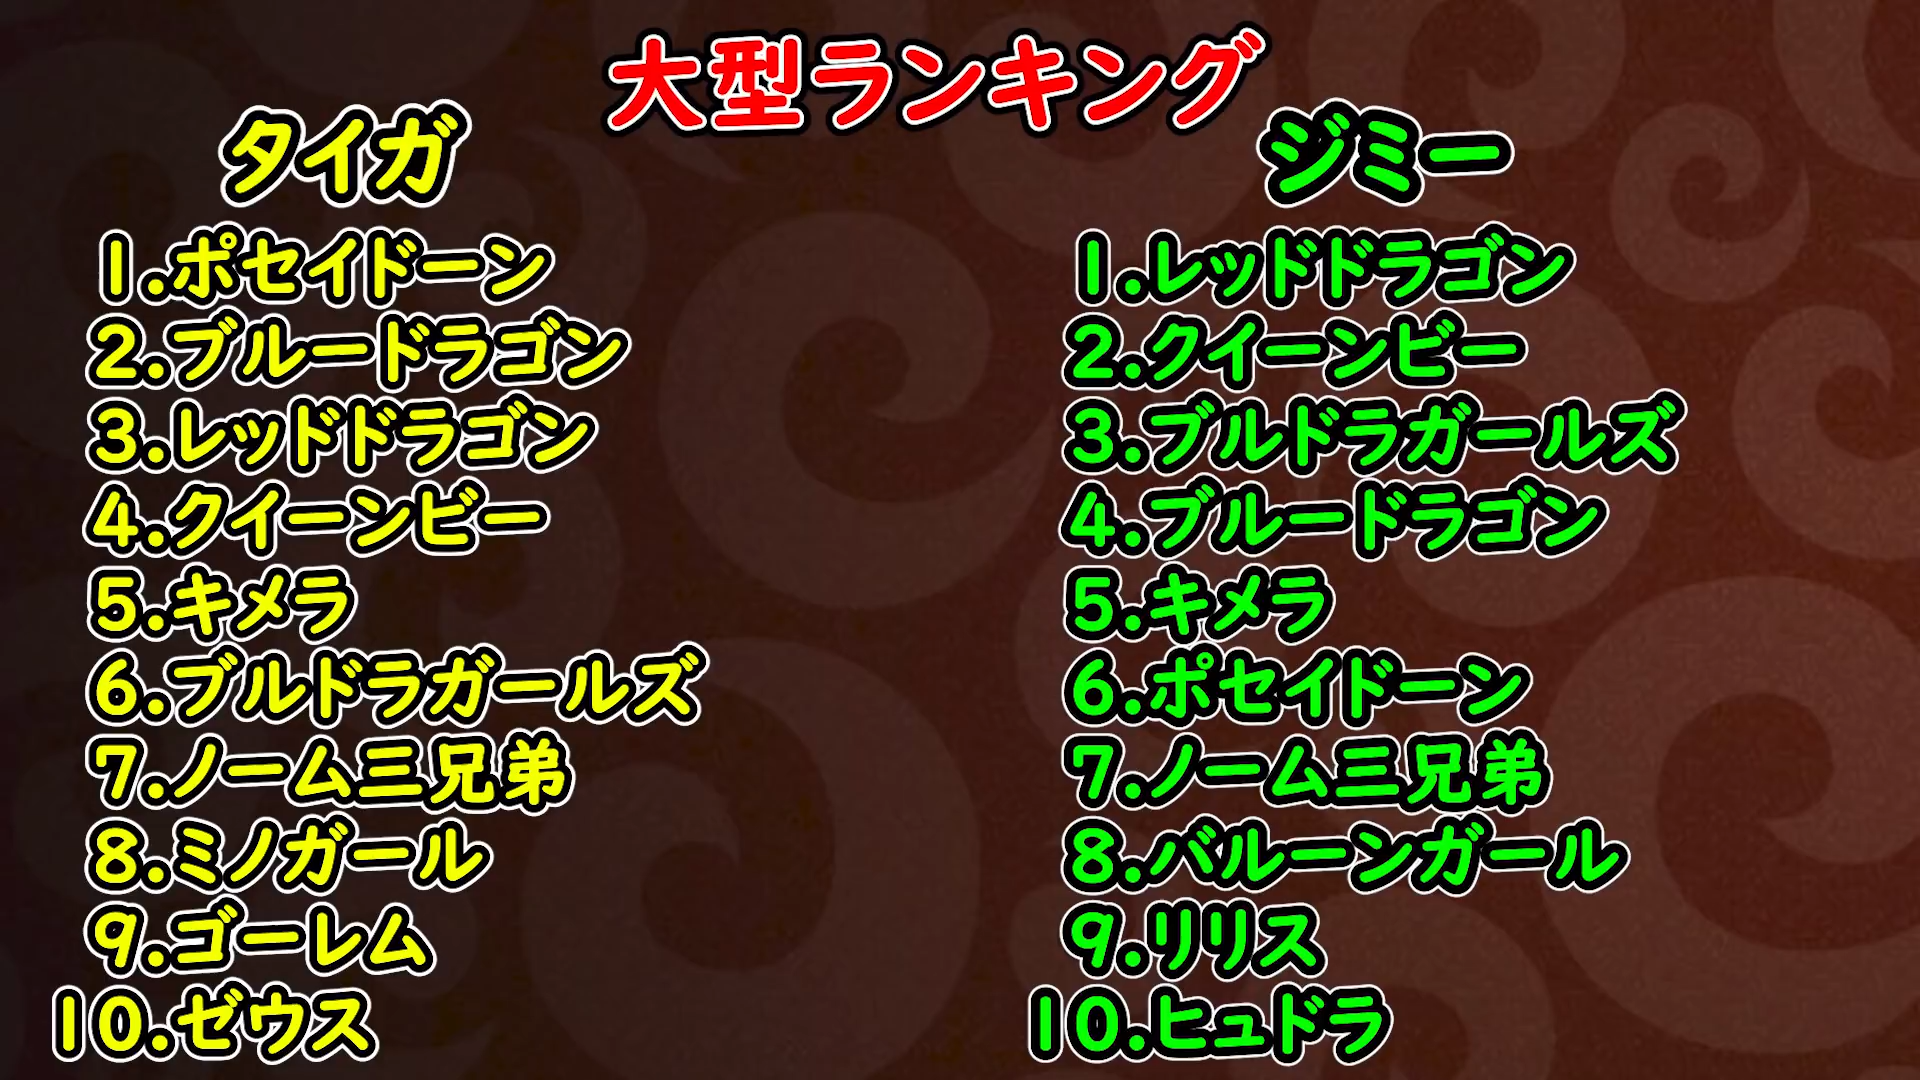 大型ランキング
タイガ
1.ポセイドーン
2.ブルードラゴン
3.レッドドラゴン
4.クイーンビー
5.キメラ
6.ブルドラガールズ
7.ノーム三兄弟
8.ミノガール
9.ゴーレム
10.ゼウス
ジミー
1.レッドドラゴン
2.クイーンビー
3.ブルドラガールズ
4.ブルードラゴン
5.キメラ
6.ポセイドーン
7.ノーム三兄弟
8.バルーンガール
9.リリス
10.ヒュドラ